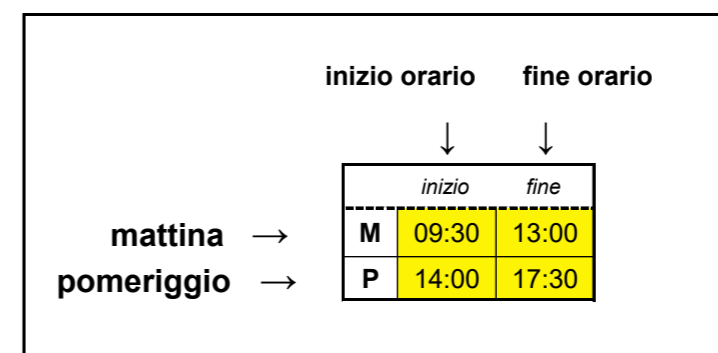 inizio orario fine orario
↓ ↓
inizio fine
mattina → M 09:30 13:00
pomeriggio → P 14:00 17:30